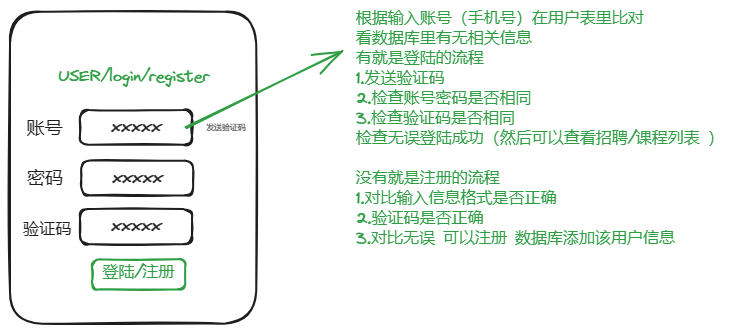 USER/login/register
账号
xxxxx
发送验证码
密码
xxxxx
验证码
xxxxx
登陆/注册
根据输入账号（手机号）在用户表里比对
看数据库里有无相关信息
有就是登陆的流程
1.发送验证码
2.检查账号密码是否相同
3.检查验证码是否相同
检查无误登陆成功（然后可以查看招聘/课程列表 ）
没有就是注册的流程
1.对比输入信息格式是否正确
2.验证码是否正确
3.对比无误 可以注册 数据库添加该用户信息